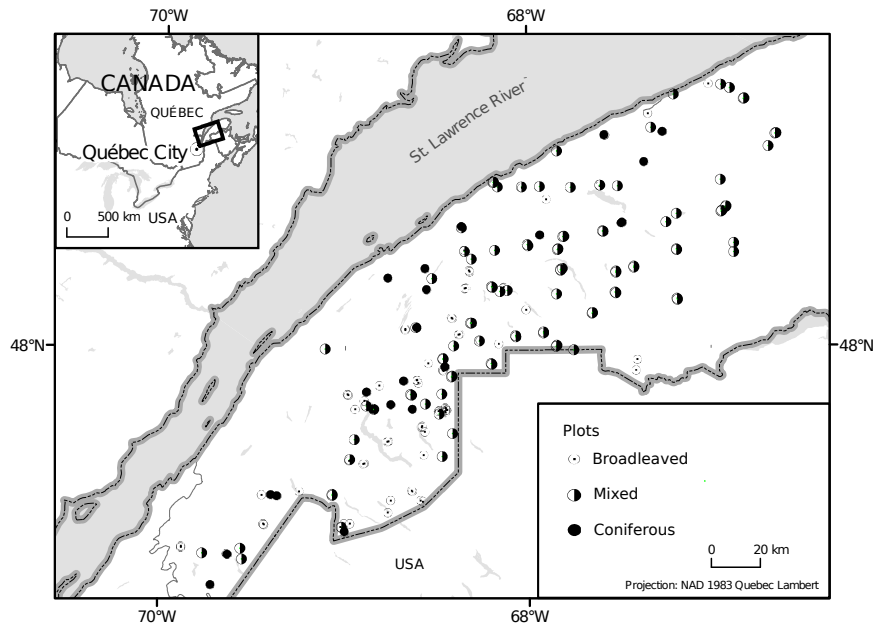 70°W 68°W
CANADA
QUÉBEC
Québec City
0 500 km USA
St. Lawrence River
48°N 48°N
Plots
Broadleaved
Mixed
Coniferous
0 20 km
USA
Projection: NAD 1983 Quebec Lambert
70°W 68°W